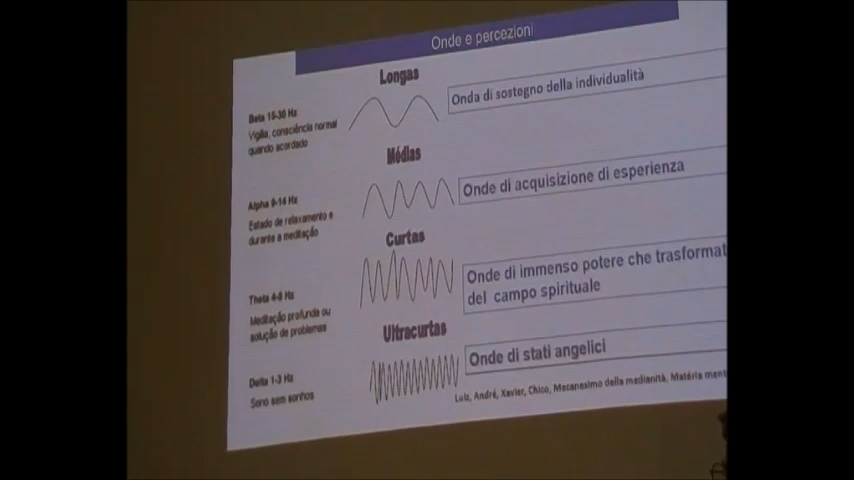 Onde e percezioni
Longas
Beta 15-30 Hz
Vigília, consciência normal
quando acordado
Onda di sostegno della individualità
Médias
Alpha 9-14 Hz
Estado de relaxamento e
durante a meditação
Onde di acquisizione di esperienza
Curtas
Theta 4-8 Hz
Meditação profunda ou
solução de problemas
Onde di immenso potere che trasformat
del campo spirituale
Ultracurtas
Delta 1-3 Hz
Sono sem sonhos
Onde di stati angelici
Luiz, André, Xavier, Chico, Mecanesimo della medianità, Matéria ment